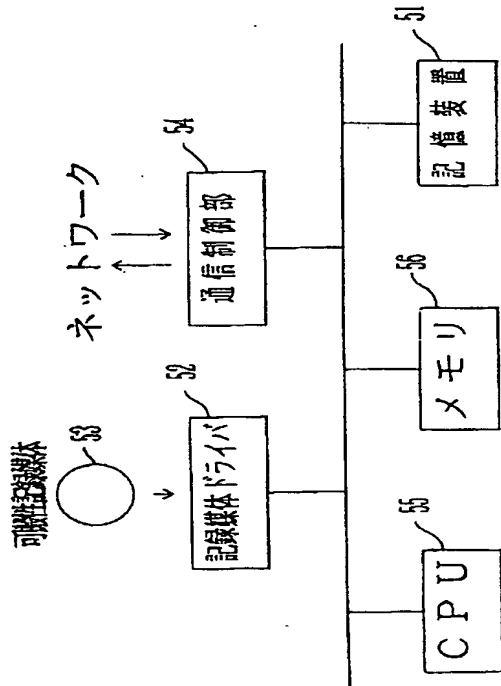 可搬性記録媒体
53
ネットワーク
52
記録媒体ドライバ
54
通信制御部
55
CPU
56
メモリ
51
記憶装置